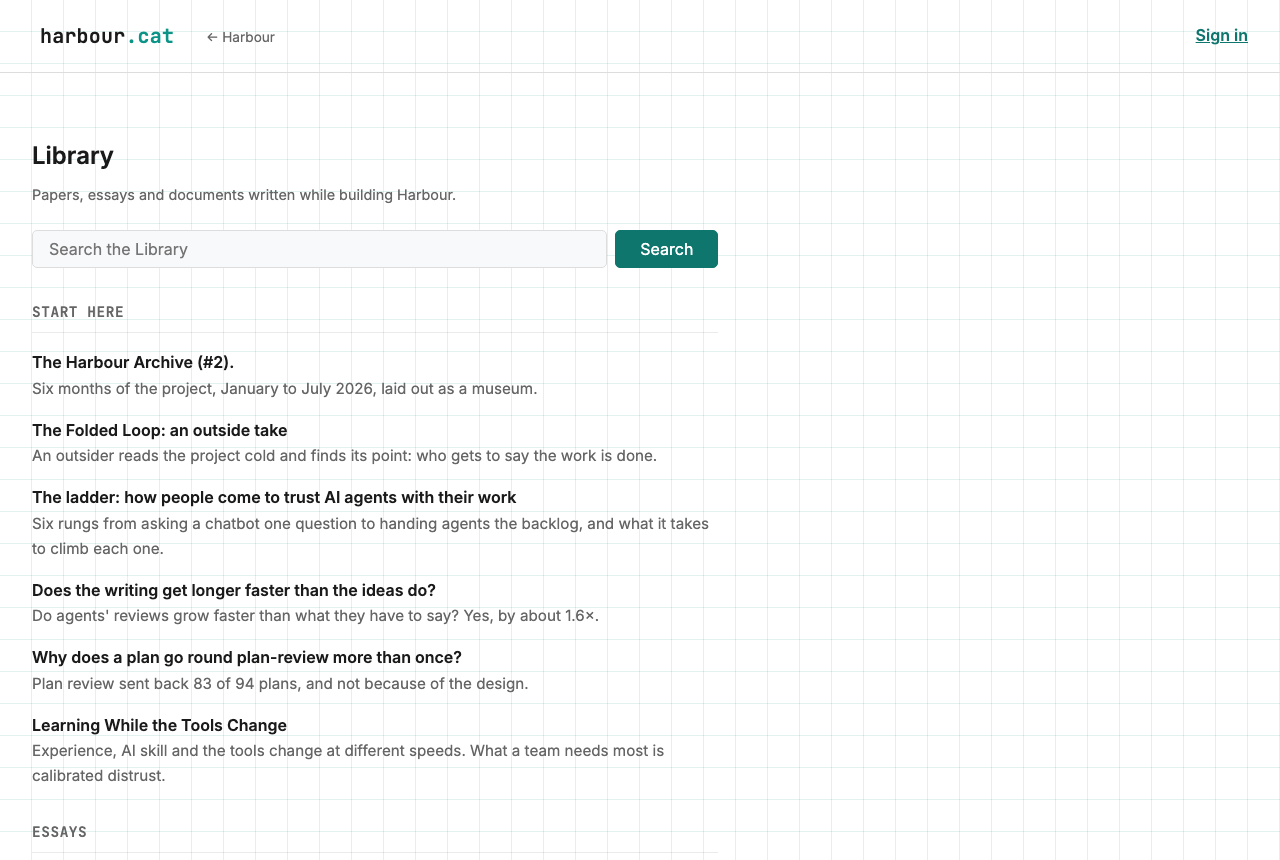 harbour.cat
← Harbour
Sign in
Library
Papers, essays and documents written while building Harbour.
Search the Library
Search
START HERE
The Harbour Archive (#2).
Six months of the project, January to July 2026, laid out as a museum.
The Folded Loop: an outside take
An outsider reads the project cold and finds its point: who gets to say the work is done.
The ladder: how people come to trust AI agents with their work
Six rungs from asking a chatbot one question to handing agents the backlog, and what it takes
to climb each one.
Does the writing get longer faster than the ideas do?
Do agents' reviews grow faster than what they have to say? Yes, by about 1.6×.
Why does a plan go round plan-review more than once?
Plan review sent back 83 of 94 plans, and not because of the design.
Learning While the Tools Change
Experience, AI skill and the tools change at different speeds. What a team needs most is
calibrated distrust.
ESSAYS